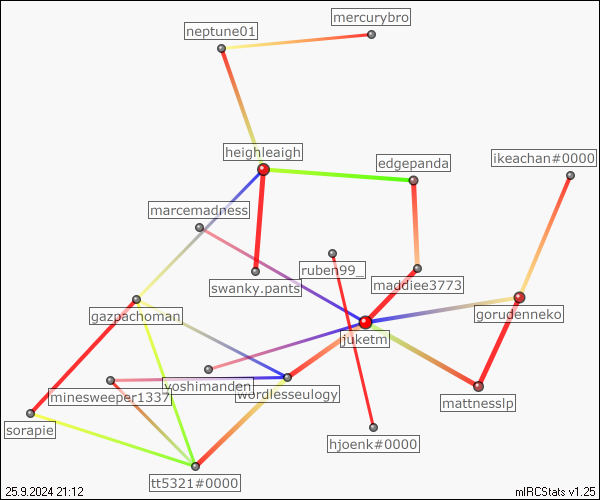 mercurybro
neptune01
heighleaigh
edgepanda
ikeachan#0000
marcemadness
ruben99_
maddiee3773
swanky.pants
gazpachoman
gorudenneko
juketm
yoshimanden
minesweeper1337
wordlesseulogy
mattnesslp
sorapie
hjoenk#0000
tt5321#0000
25.9.2024 21:12
mIRCStats v1.25